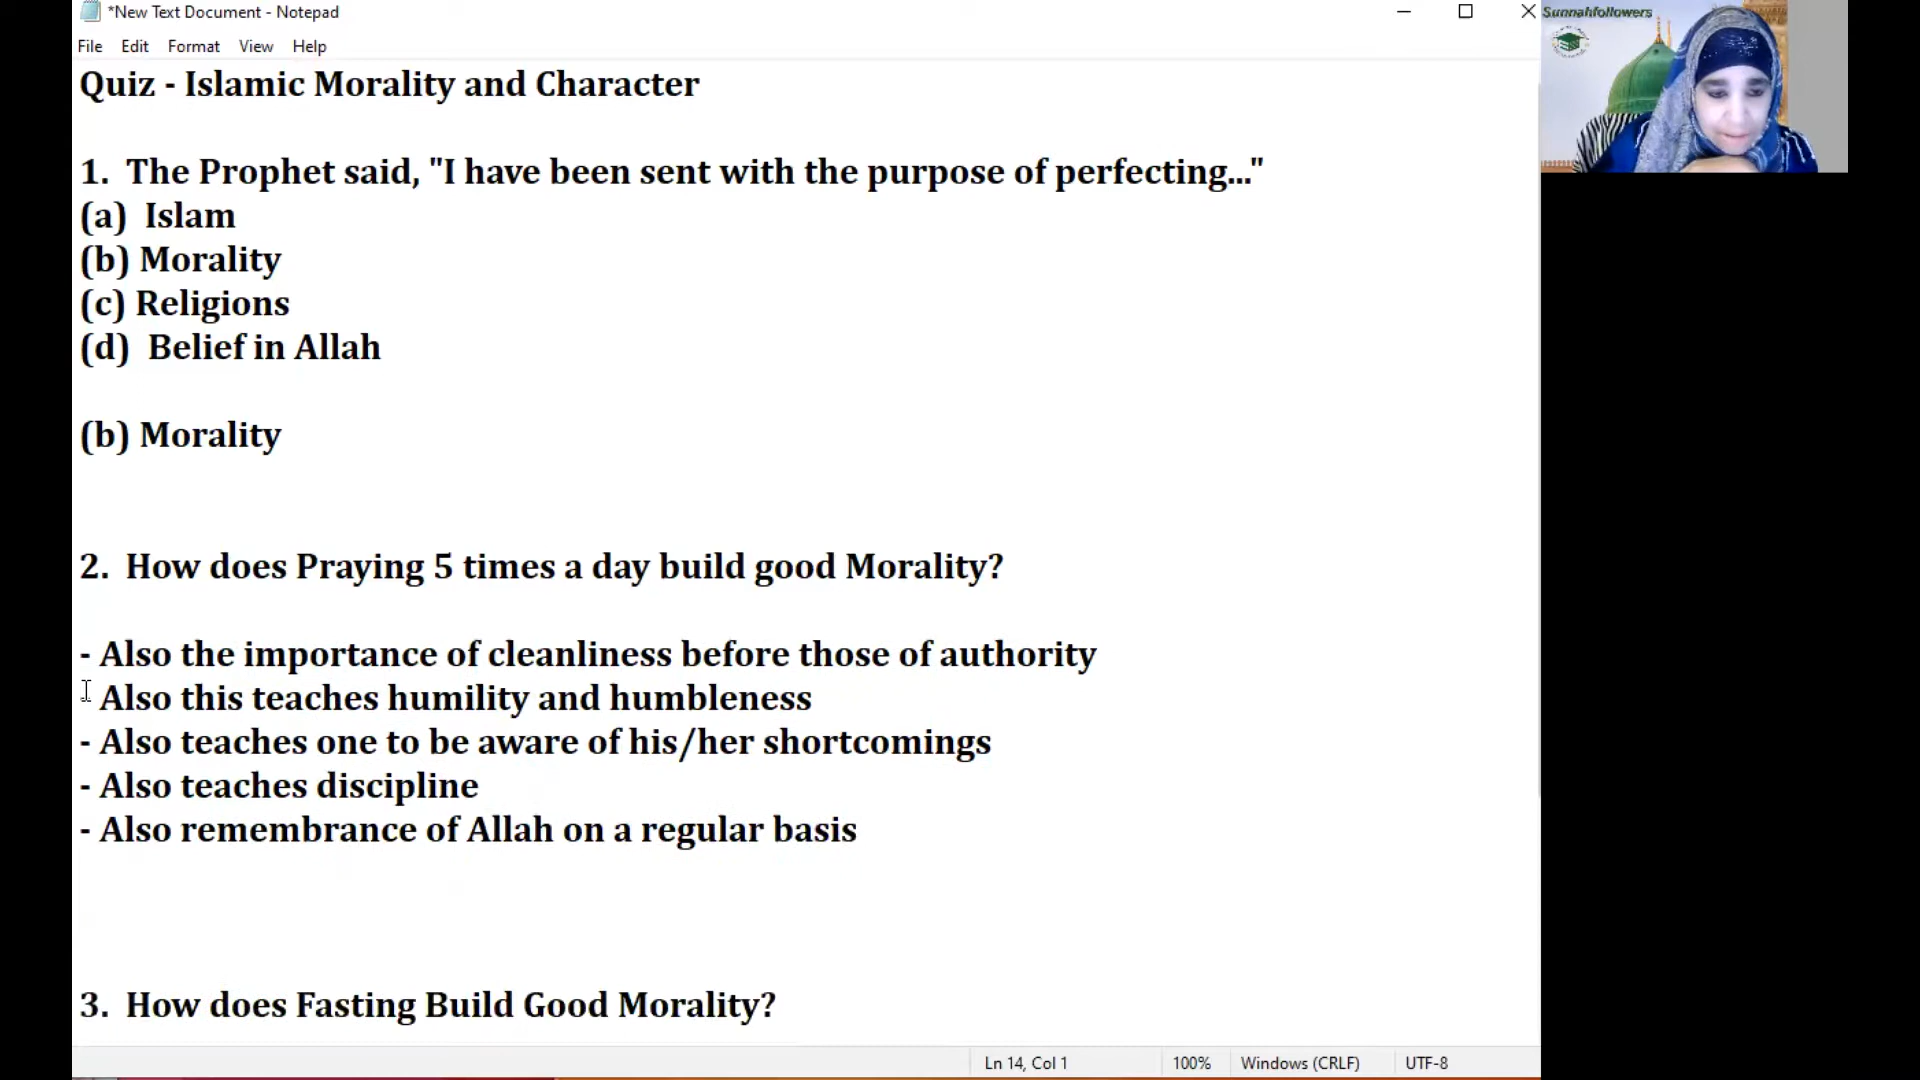 *New Text Document - Notepad
File Edit Format View Help
Quiz - Islamic Morality and Character
1. The Prophet said, "I have been sent with the purpose of perfecting..."
(a) Islam
(b) Morality
(c) Religions
(d) Belief in Allah
(b) Morality
2. How does Praying 5 times a day build good Morality?
- Also the importance of cleanliness before those of authority
Also this teaches humility and humbleness
- Also teaches one to be aware of his/her shortcomings
- Also teaches discipline
- Also remembrance of Allah on a regular basis
3. How does Fasting Build Good Morality?
Ln 14, Col 1 100% Windows (CRLF) UTF-8
Sunnahfollowers